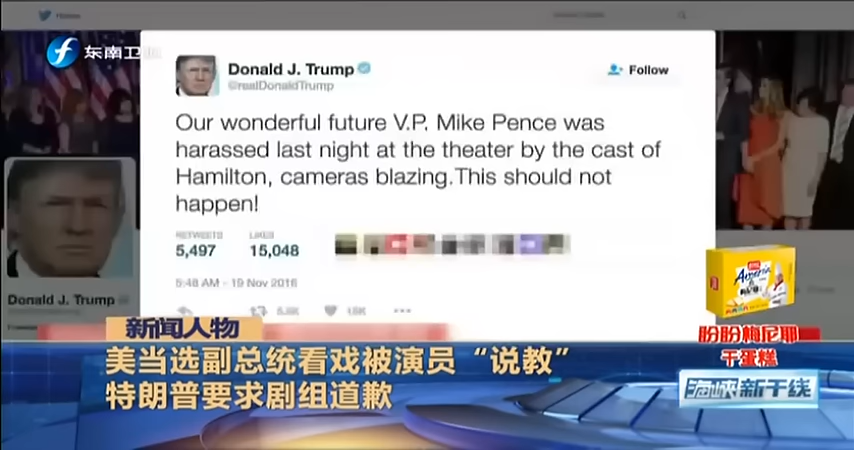 东南卫
Donald J. Trump
@realDonaldTrump
Follow
Our wonderful future V.P. Mike Pence was
harassed last night at the theater by the cast of
Hamilton, cameras blazing.This should not
happen!
RETWEETS
LIKES
5,497
15,048
5:48 AM - 19 Nov 2016
Donald J. Trump
新闻人物
美当选副总统看戏被演员“说教”
特朗普要求剧组道歉
盼盼梅尼耶
干蛋糕
海峡新干线